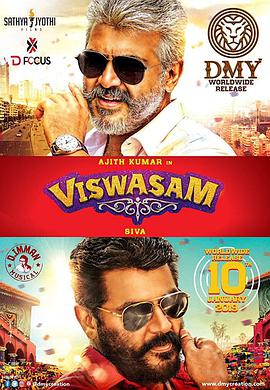 SATHYA JYOTHI
FILMS
D FOCUS
DMY
WORLDWIDE
RELEASE
AJITH KUMAR IN
VISWASAM
SIVA
D.IMMAN
MUSICAL
WORLDWIDE
RELEASE
10
JANUARY
2019
@dmycreation
www.dmycreation.com